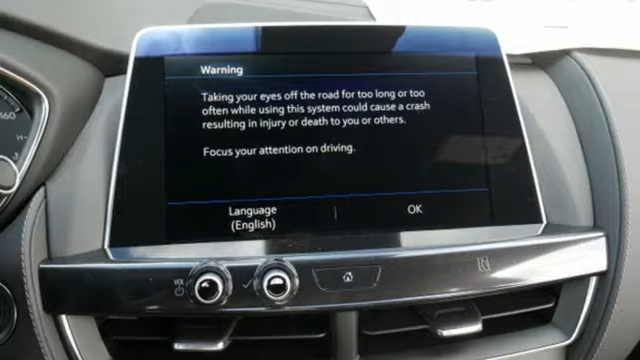 160
H
Warning
Taking your eyes off the road for too long or too
often while using this system could cause a crash
resulting in injury or death to you or others.
Focus your attention on driving.
Language
(English)
OK